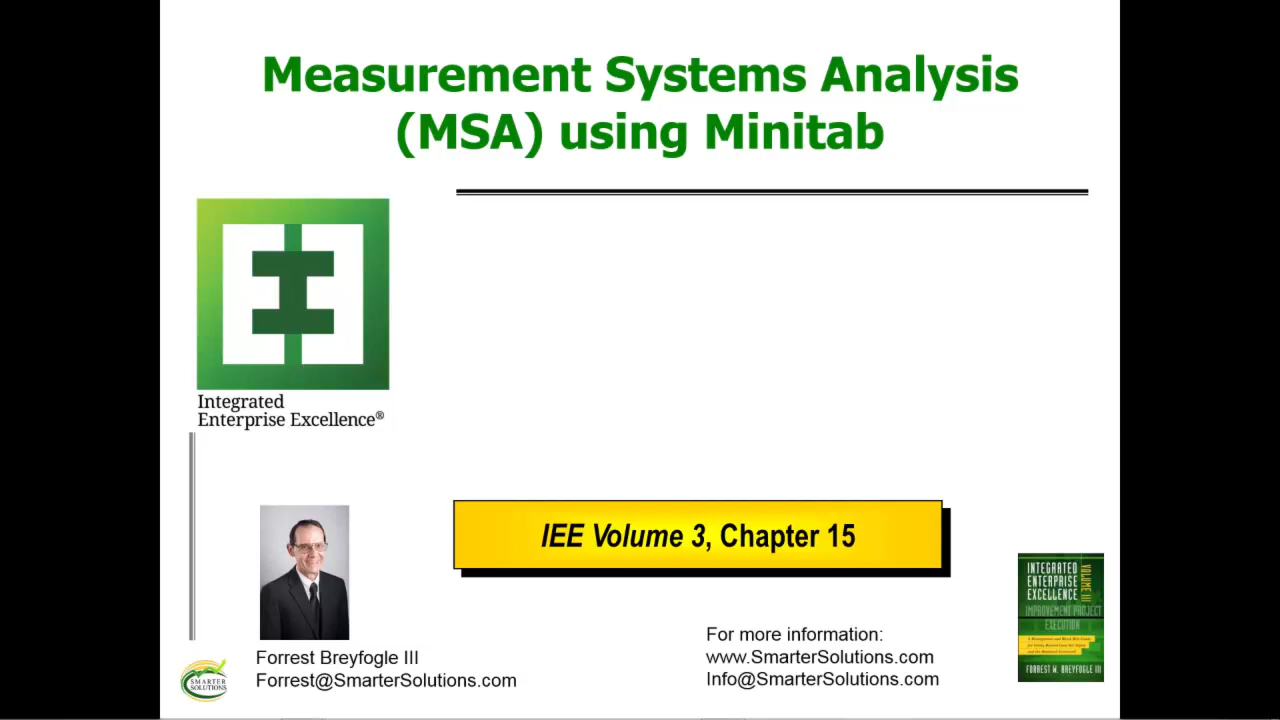 Measurement Systems Analysis
(MSA) using Minitab
Integrated
Enterprise Excellence®
IEE Volume 3, Chapter 15
INTEGRATED
ENTERPRISE
EXCELLENCE
VOLUME III
IMPROVEMENT PROJECT
EXECUTION
FORREST W. BREYFOGLE III
SMARTER
SOLUTIONS
Forrest Breyfogle III
Forrest@SmarterSolutions.com
For more information:
www.SmarterSolutions.com
Info@SmarterSolutions.com